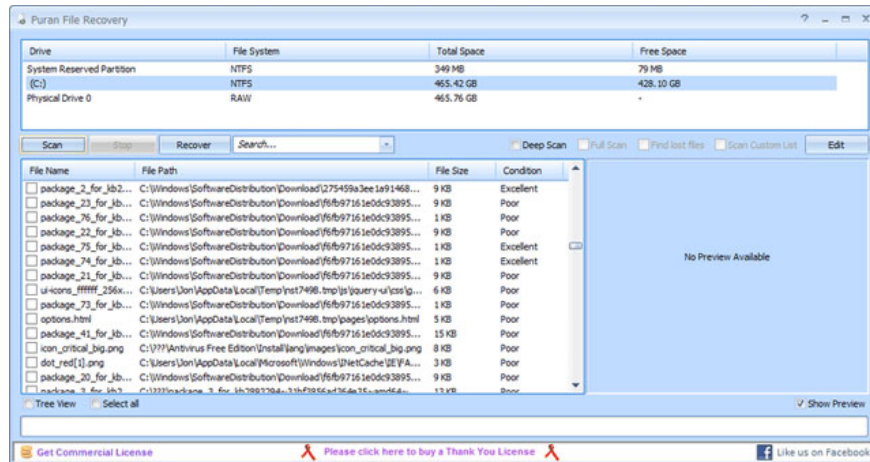 Puran File Recovery
Drive File System Total Space Free Space
System Reserved Partition NTFS 349 MB 79 MB
(C:) NTFS 465.42 GB 428.10 GB
Physical Drive 0 RAW 465.76 GB -
Scan Stop Recover Search... Deep Scan Full Scan Find lost files Scan Custom List Edit
File Name File Path File Size Condition
package_2_for_kb2... C:\Windows\SoftwareDistribution\Download\275459a3ee1a91468... 9 KB Excellent
package_23_for_kb... C:\Windows\SoftwareDistribution\Download\f6fb97161e0dc93895... 9 KB Poor
package_76_for_kb... C:\Windows\SoftwareDistribution\Download\f6fb97161e0dc93895... 1 KB Poor
package_22_for_kb... C:\Windows\SoftwareDistribution\Download\f6fb97161e0dc93895... 9 KB Poor
package_75_for_kb... C:\Windows\SoftwareDistribution\Download\f6fb97161e0dc93895... 1 KB Excellent
package_74_for_kb... C:\Windows\SoftwareDistribution\Download\f6fb97161e0dc93895... 1 KB Excellent
package_21_for_kb... C:\Windows\SoftwareDistribution\Download\f6fb97161e0dc93895... 9 KB Poor
ui-icons_ffffff_256x... C:\Users\Jon\AppData\Local\Temp\nst749B.tmp\js\jquery-ui\css\g... 6 KB Poor
package_73_for_kb... C:\Windows\SoftwareDistribution\Download\f6fb97161e0dc93895... 1 KB Poor
options.html C:\Users\Jon\AppData\Local\Temp\nst749B.tmp\pages\options.html 5 KB Poor
package_41_for_kb... C:\Windows\SoftwareDistribution\Download\f6fb97161e0dc93895... 15 KB Poor
icon_critical_big.png C:\???\Antivirus Free Edition\Install\lang\images\icon_critical_big.png 8 KB Poor
dot_red[1].png C:\Users\Jon\AppData\Local\Microsoft\Windows\INetCache\IE\FA... 3 KB Poor
package_20_for_kb... C:\Windows\SoftwareDistribution\Download\f6fb97161e0dc93895... 9 KB Poor
package_3_for_kb2... 13 KB Poor
No Preview Available
Tree View Select all Show Preview
Get Commercial License Please click here to buy a Thank You License Like us on Facebook